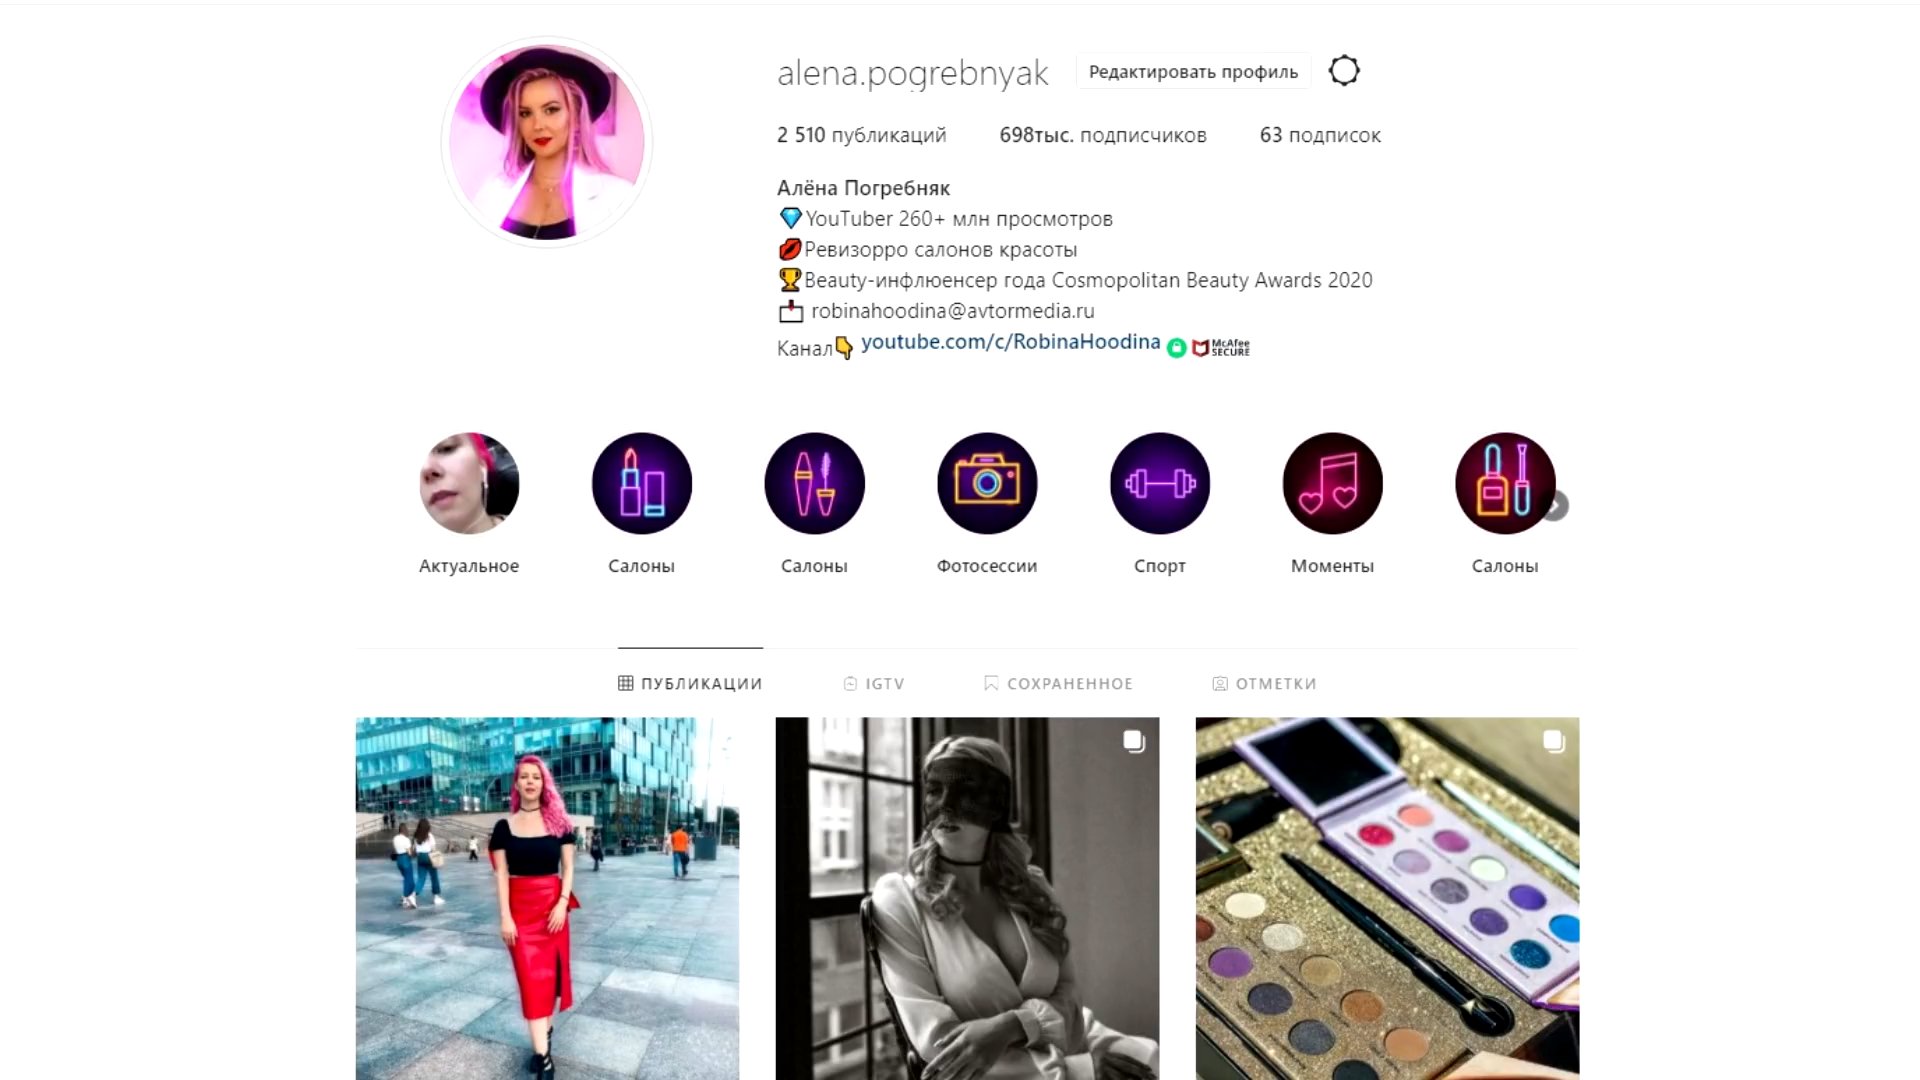 alena.pogrebnyak Редактировать профиль
2 510 публикаций 698тыс. подписчиков 63 подписок
Алёна Погребняк
💎YouTuber 260+ млн просмотров
💋Ревизорро салонов красоты
🏆Beauty-инфлюенсер года Cosmopolitan Beauty Awards 2020
📩 robinahoodina@avtormedia.ru
Канал👇 youtube.com/c/RobinaHoodina McAfee SECURE
Актуальное Салоны Салоны Фотосессии Спорт Моменты Салоны
ПУБЛИКАЦИИ IGTV СОХРАНЕННОЕ ОТМЕТКИ